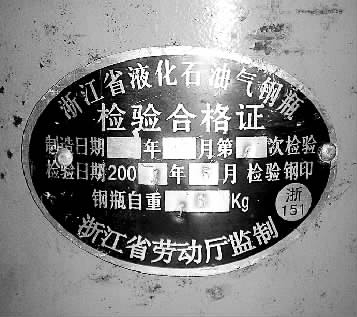 浙江省液化石油气钢瓶
检验合格证
制造日期 年 月第 次检验
检验日期200 年 月 检验钢印
钢瓶自重 Kg
浙
151
浙江省劳动厅监制